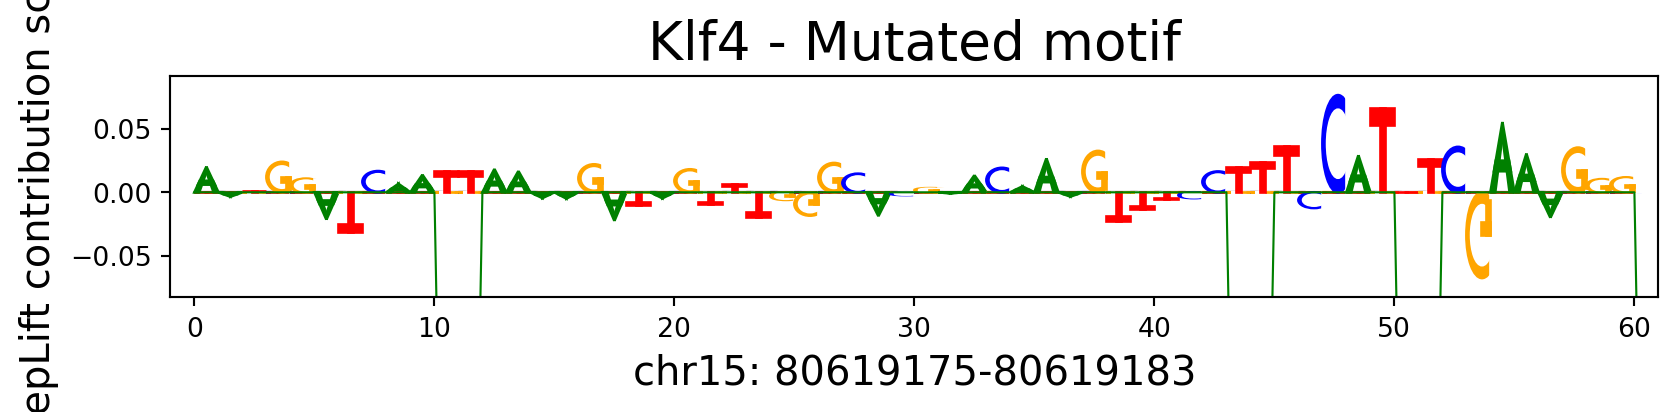 Klf4 - Mutated motif
epLift contribution sc
0.05
0.00
−0.05
0 10 20 30 40 50 60
chr15: 80619175-80619183